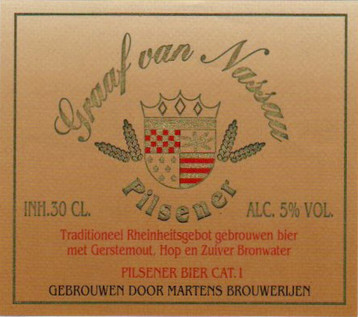 Graaf van Nassau
Pilsener
INH.30 CL.
ALC. 5% VOL.
Traditioneel Rheinheitsgebot gebrouwen bier
met Gerstemout, Hop en Zuiver Bronwater
PILSENER BIER CAT.1
GEBROUWEN DOOR MARTENS BROUWERIJEN